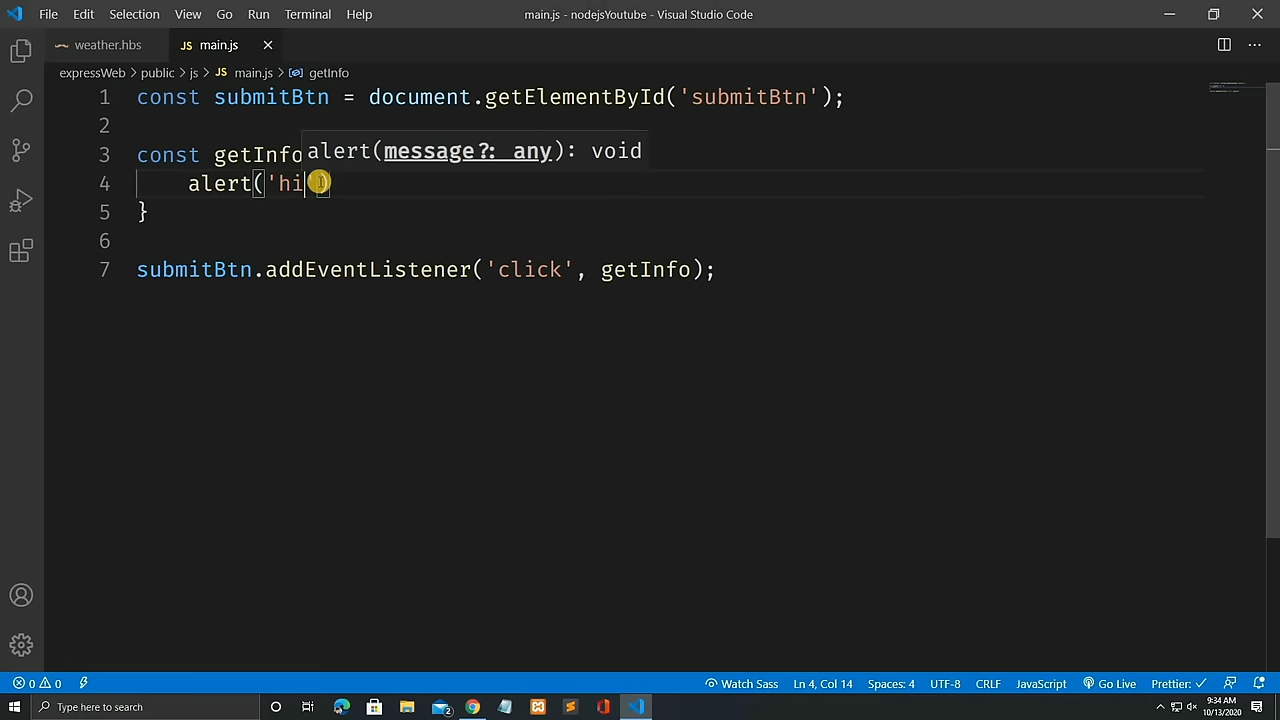 File Edit Selection View Go Run Terminal Help
main.js - nodejsYoutube - Visual Studio Code
weather.hbs
JS main.js
expressWeb > public > js > JS main.js > getInfo
1 const submitBtn = document.getElementById('submitBtn');
2
3 const getInfo
alert(message?: any): void
4 alert('hi')
5 }
6
7 submitBtn.addEventListener('click', getInfo);
0 0
Watch Sass Ln 4, Col 14 Spaces: 4 UTF-8 CRLF JavaScript Go Live Prettier: ✓
Type here to search
2
9:34 AM
10/13/2020